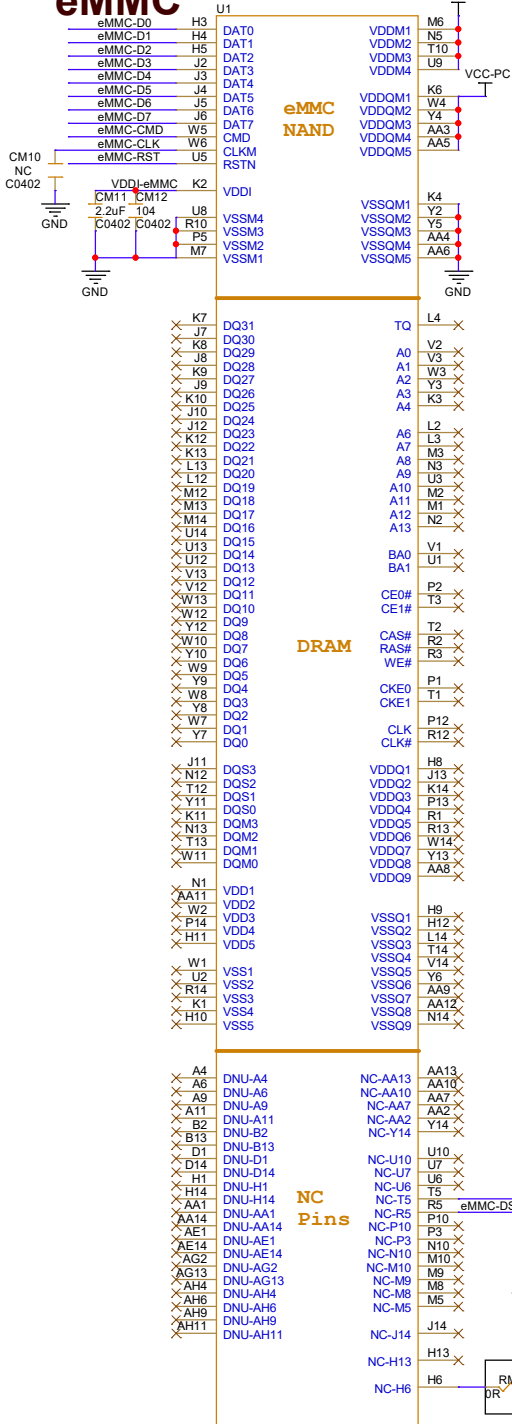 eMMC
U1
eMMC-D0 H3 DAT0 VDDM1 M6
eMMC-D1 H4 DAT1 VDDM2 N5
eMMC-D2 H5 DAT2 VDDM3 T10
eMMC-D3 J2 DAT3 VDDM4 U9
eMMC-D4 J3 DAT4 VCC-PC
eMMC-D5 J4 DAT5 VDDQM1 K6
eMMC-D6 J5 DAT6 eMMC VDDQM2 W4
eMMC-D7 J6 DAT7 VDDQM3 Y4
eMMC-CMD W5 CMD NAND VDDQM4 AA3
eMMC-CLK W6 CLKM VDDQM5 AA5
eMMC-RST U5 RSTN
CM10
NC
C0402
GND
VDDI-eMMC K2 VDDI
CM11 CM12 VSSQM1 K4
2.2uF 104 U8 VSSM4 VSSQM2 Y2
C0402 C0402 R10 VSSM3 VSSQM3 Y5
P5 VSSM2 VSSQM4 AA4
M7 VSSM1 VSSQM5 AA6
GND GND
K7 DQ31 TQ L4
J7 DQ30
K8 DQ29 A0 V2
J8 DQ28 A1 V3
K9 DQ27 A2 W3
J9 DQ26 A3 Y3
K10 DQ25 A4 K3
J10 DQ24
J12 DQ23 A6 L2
K12 DQ22 A7 L3
K13 DQ21 A8 M3
L13 DQ20 A9 N3
L12 DQ19 A10 U3
M12 DQ18 A11 M2
M13 DQ17 A12 M1
M14 DQ16 A13 N2
U14 DQ15
U13 DQ14 BA0 V1
U12 DQ13 BA1 U1
V13 DQ12
V12 DQ11 CE0# P2
W13 DQ10 CE1# T3
W12 DQ9
Y12 DQ8 CAS# T2
W10 DQ7 DRAM RAS# R2
Y10 DQ6 WE# R3
W9 DQ5
Y9 DQ4 CKE0 P1
W8 DQ3 CKE1 T1
Y8 DQ2
W7 DQ1 CLK P12
Y7 DQ0 CLK# R12
J11 DQS3 VDDQ1 H8
N12 DQS2 VDDQ2 J13
T12 DQS1 VDDQ3 K14
Y11 DQS0 VDDQ4 P13
K11 DQM3 VDDQ5 R1
N13 DQM2 VDDQ6 R13
T13 DQM1 VDDQ7 W14
W11 DQM0 VDDQ8 Y13
VDDQ9 AA8
N1 VDD1
AA11 VDD2
W2 VDD3 VSSQ1 H9
P14 VDD4 VSSQ2 H12
H11 VDD5 VSSQ3 L14
VSSQ4 T14
W1 VSS1 VSSQ5 V14
U2 VSS2 VSSQ6 Y6
R14 VSS3 VSSQ7 AA9
K1 VSS4 VSSQ8 AA12
H10 VSS5 VSSQ9 N14
A4 DNU-A4 NC-AA13 AA13
A6 DNU-A6 NC-AA10 AA10
A9 DNU-A9 NC-AA7 AA7
A11 DNU-A11 NC-AA2 AA2
B2 DNU-B2 NC-Y14 Y14
B13 DNU-B13
D1 DNU-D1 NC-U10 U10
D14 DNU-D14 NC-U7 U7
H1 DNU-H1 NC-U6 U6
H14 DNU-H14 NC NC-T5 T5
AA1 DNU-AA1 NC-R5 R5 eMMC-DS
AA14 DNU-AA14 Pins NC-P10 P10
AE1 DNU-AE1 NC-P3 P3
AE14 DNU-AE14 NC-N10 N10
AG2 DNU-AG2 NC-M10 M10
AG13 DNU-AG13 NC-M9 M9
AH4 DNU-AH4 NC-M8 M8
AH6 DNU-AH6 NC-M5 M5
AH9 DNU-AH9
AH11 DNU-AH11 NC-J14 J14
NC-H13 H13
NC-H6 H6 0R RM